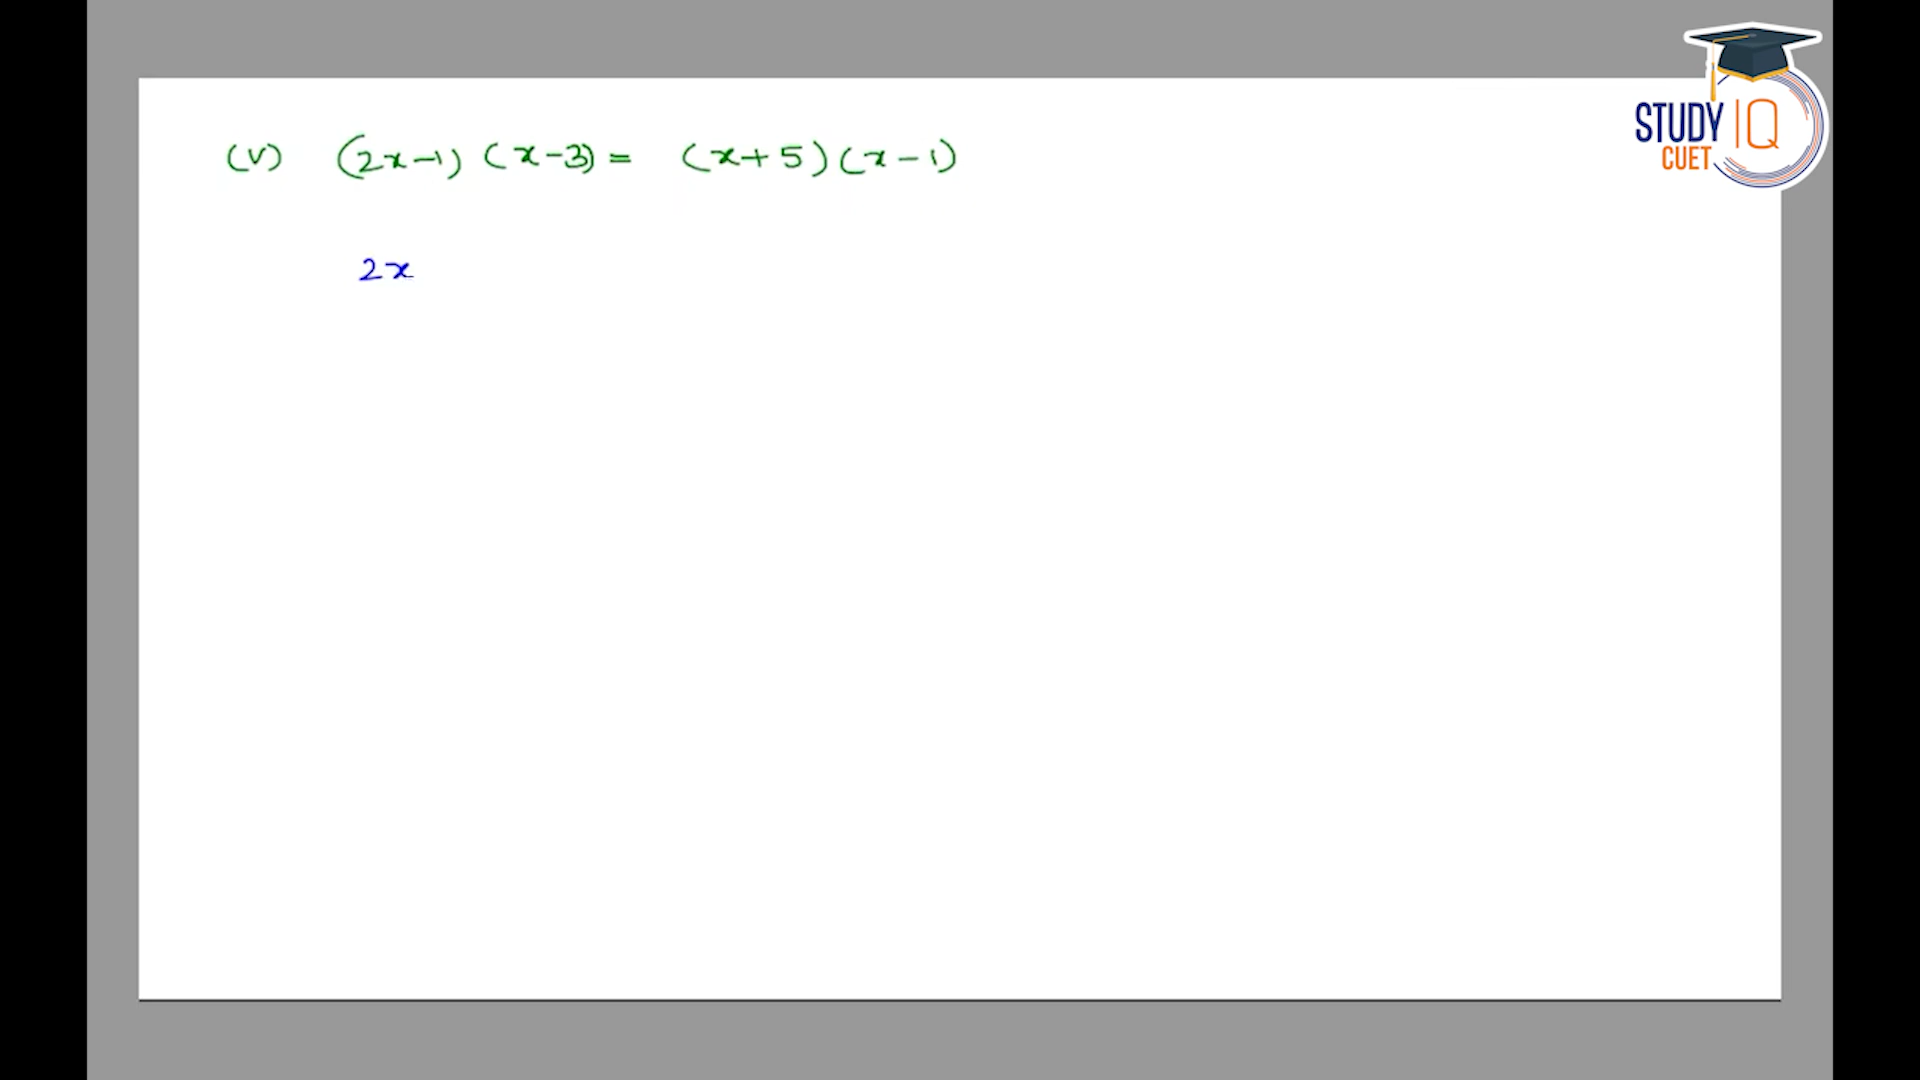 STUDY IQ
CUET
(V) (2x-1) (x-3) = (x+5)(x-1)
2x